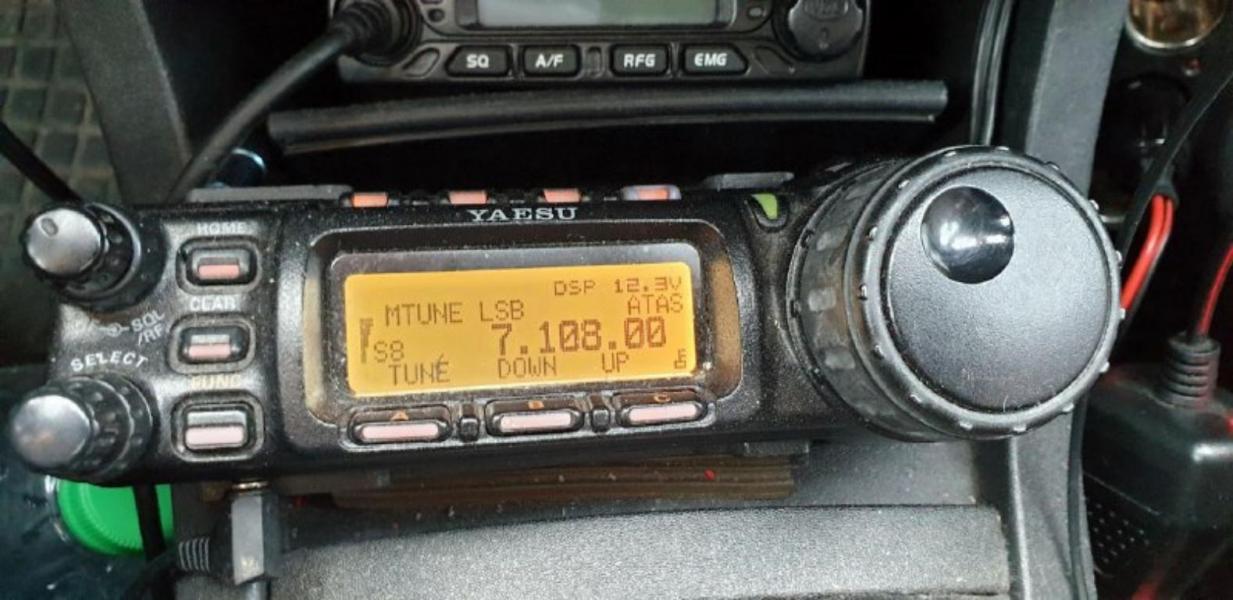 SQ A/F RFG EMG
YAESU
HOME
DSP 12.3V
MTUNE LSB ATAS
CLAR
7.108.00
SQL
/RF
S8
SELECT
TUNE DOWN UP
FUNC
A B C